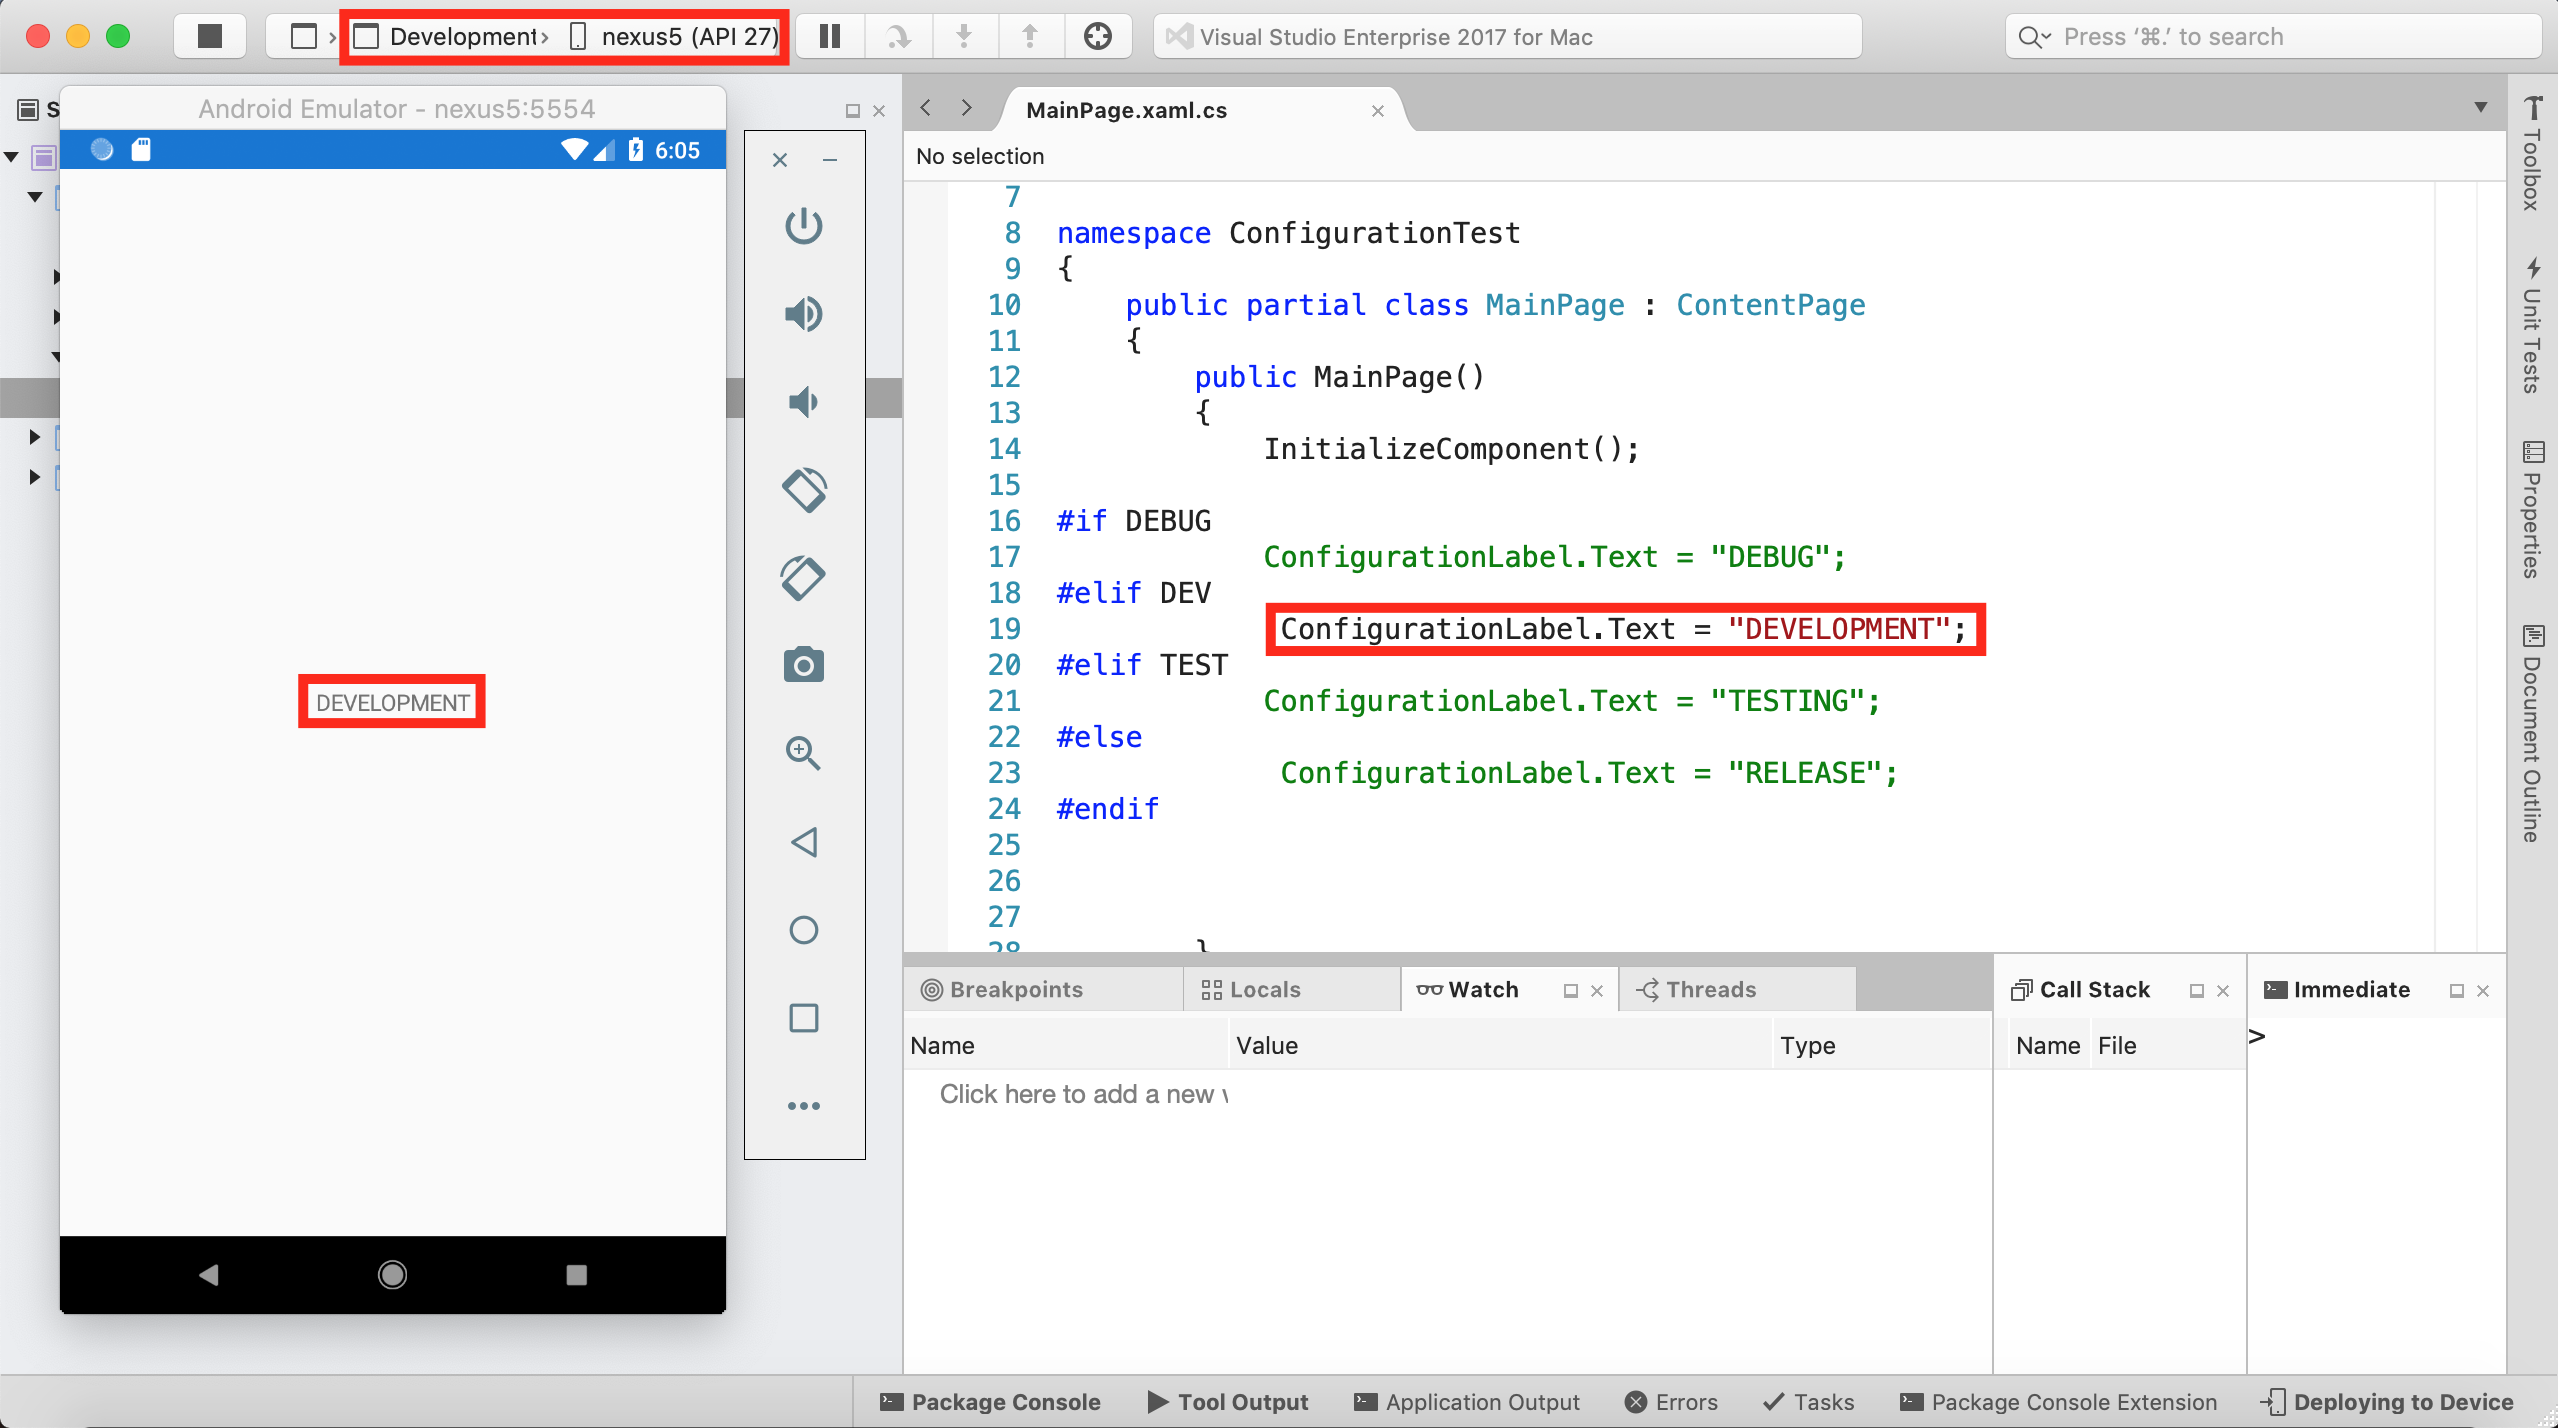 Development
nexus5 (API 27)
Visual Studio Enterprise 2017 for Mac
Press ‘⌘.’ to search
S
Android Emulator - nexus5:5554
6:05
DEVELOPMENT
MainPage.xaml.cs
No selection
7
8 namespace ConfigurationTest
9 {
10 public partial class MainPage : ContentPage
11 {
12 public MainPage()
13 {
14 InitializeComponent();
15
16 #if DEBUG
17 ConfigurationLabel.Text = "DEBUG";
18 #elif DEV
19 ConfigurationLabel.Text = "DEVELOPMENT";
20 #elif TEST
21 ConfigurationLabel.Text = "TESTING";
22 #else
23 ConfigurationLabel.Text = "RELEASE";
24 #endif
25
26
27
28 }
Toolbox
Unit Tests
Properties
Document Outline
Breakpoints
Locals
Watch
Threads
Name Value Type
Click here to add a new
Call Stack
Name File
Immediate
>
Package Console
Tool Output
Application Output
Errors
Tasks
Package Console Extension
Deploying to Device